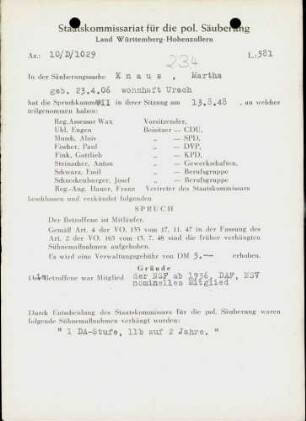 Staatskommissariat für die pol. Säuberung
Land Württemberg-Hohenzollern
Az.: 10/D/1029 L.581
234
In der Säuberungssache K n a u s , Martha
geb, 23.4.06 wohnhaft Urach
hat die Spruchkammer VII in ihrer Sitzung am 13.8.48 , an welcher
teilgenommen haben:
Reg.Assessor Wax Vorsitzender,
Uhl, Eugen Beisitzer — CDU,
Munk, Alois „ — SPD,
Fischer, Paul „ — DVP,
Fink, Gottlieb „ — KPD,
Steinacher, Anton „ — Gewerkschaften,
Schwarz, Emil „ — Berufsgruppe
Schneckenburger, Josef „ — Berufsgruppe
Reg.-Ang. Hauer, Franz Vertreter des Staatskommissars
beschlossen und verkündet folgenden
SPRUCH
Der Betroffene ist Mitläufer.
Gemäß Art. 4 der VO. 133 vom 17. 11. 47 in der Fassung des
Art. 2 der VO. 165 vom 13. 7. 48 sind die früher verhängten
Sühnemaßnahmen aufgehoben.
Es wird eine Verwaltungsgebühr von DM 5.— erhoben.
Gründe
Die Betroffene war Mitglied der NSF ab 1936, DAF, NSV
nominelles Mitglied
Durch Entscheidung des Staatskommissars für die pol. Säuberung waren
folgende Sühnemaßnahmen verhängt worden:
" 1 DA-Stufe, 11b auf 2 Jahre. "